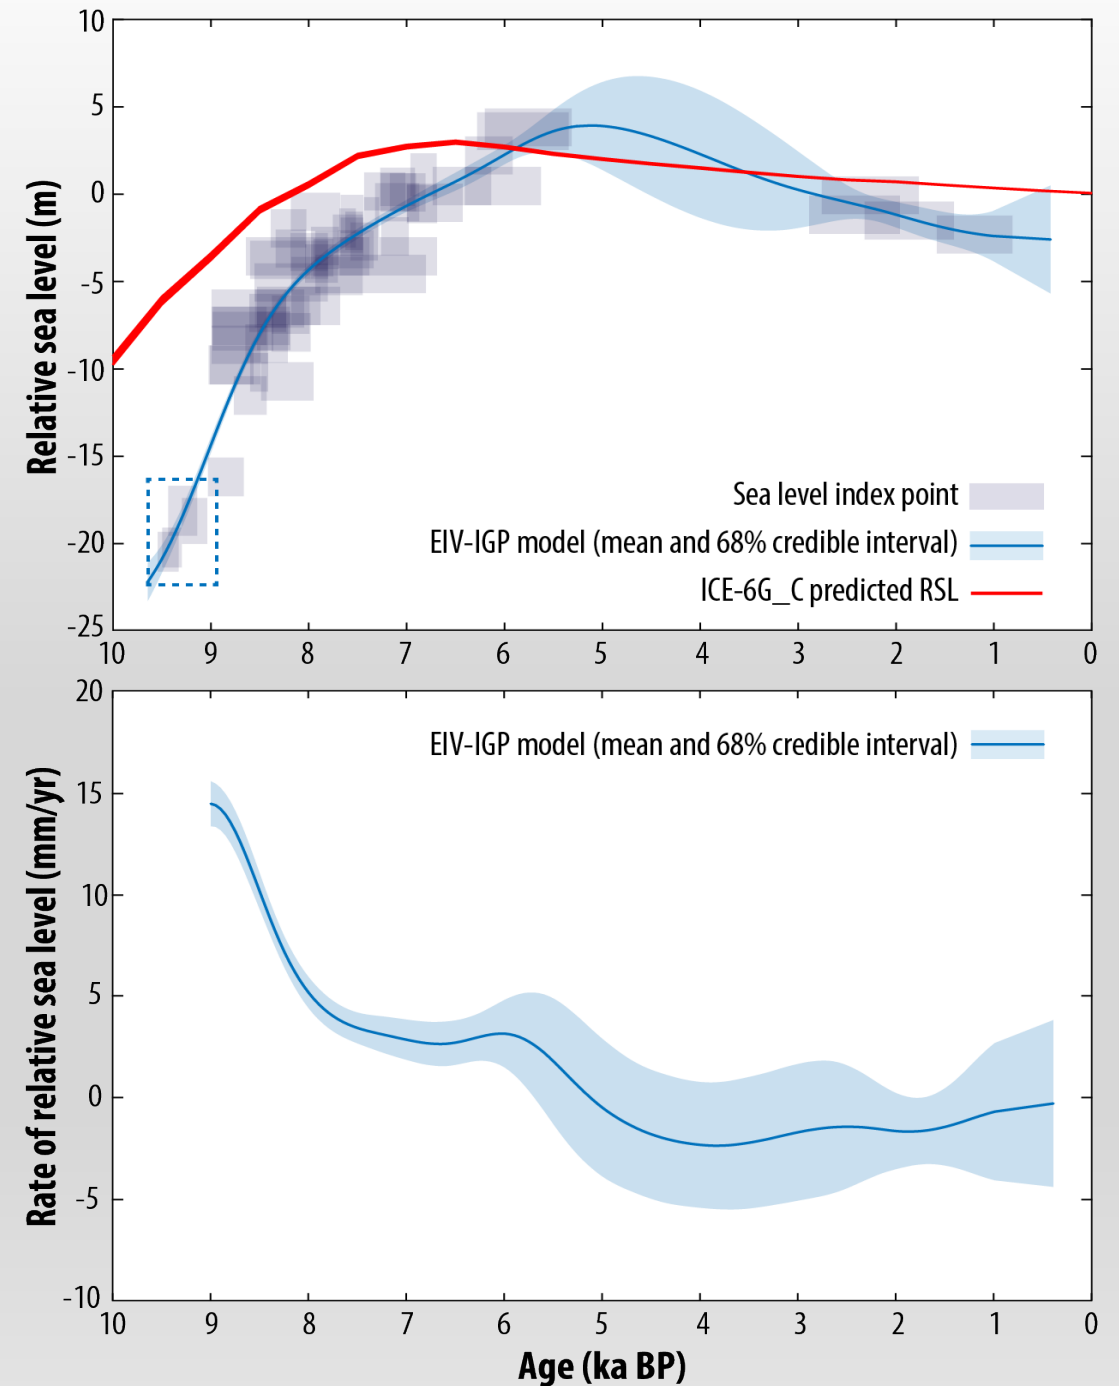 Relative sea level (m)
10
5
0
-5
-10
-15
-20
-25
Sea level index point
EIV-IGP model (mean and 68% credible interval)
ICE-6G_C predicted RSL
10 9 8 7 6 5 4 3 2 1 0
Rate of relative sea level (mm/yr)
20
15
10
5
0
-5
-10
EIV-IGP model (mean and 68% credible interval)
10 9 8 7 6 5 4 3 2 1 0
Age (ka BP)